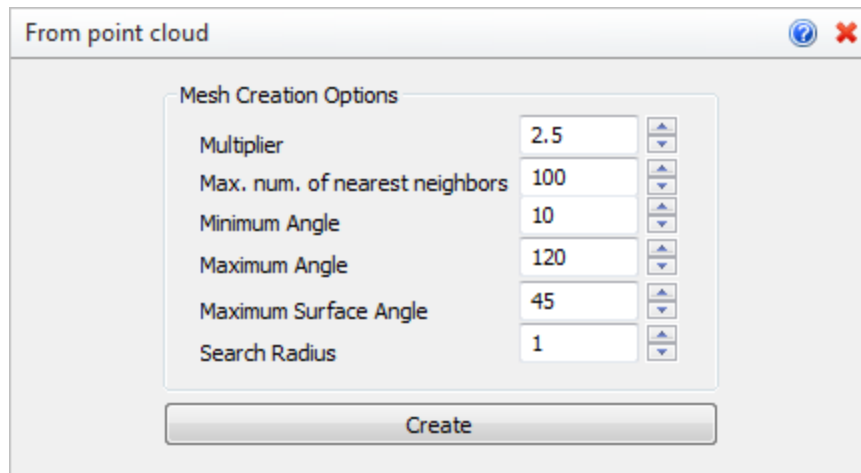 From point cloud
Mesh Creation Options
Multiplier 2.5
Max. num. of nearest neighbors 100
Minimum Angle 10
Maximum Angle 120
Maximum Surface Angle 45
Search Radius 1
Create